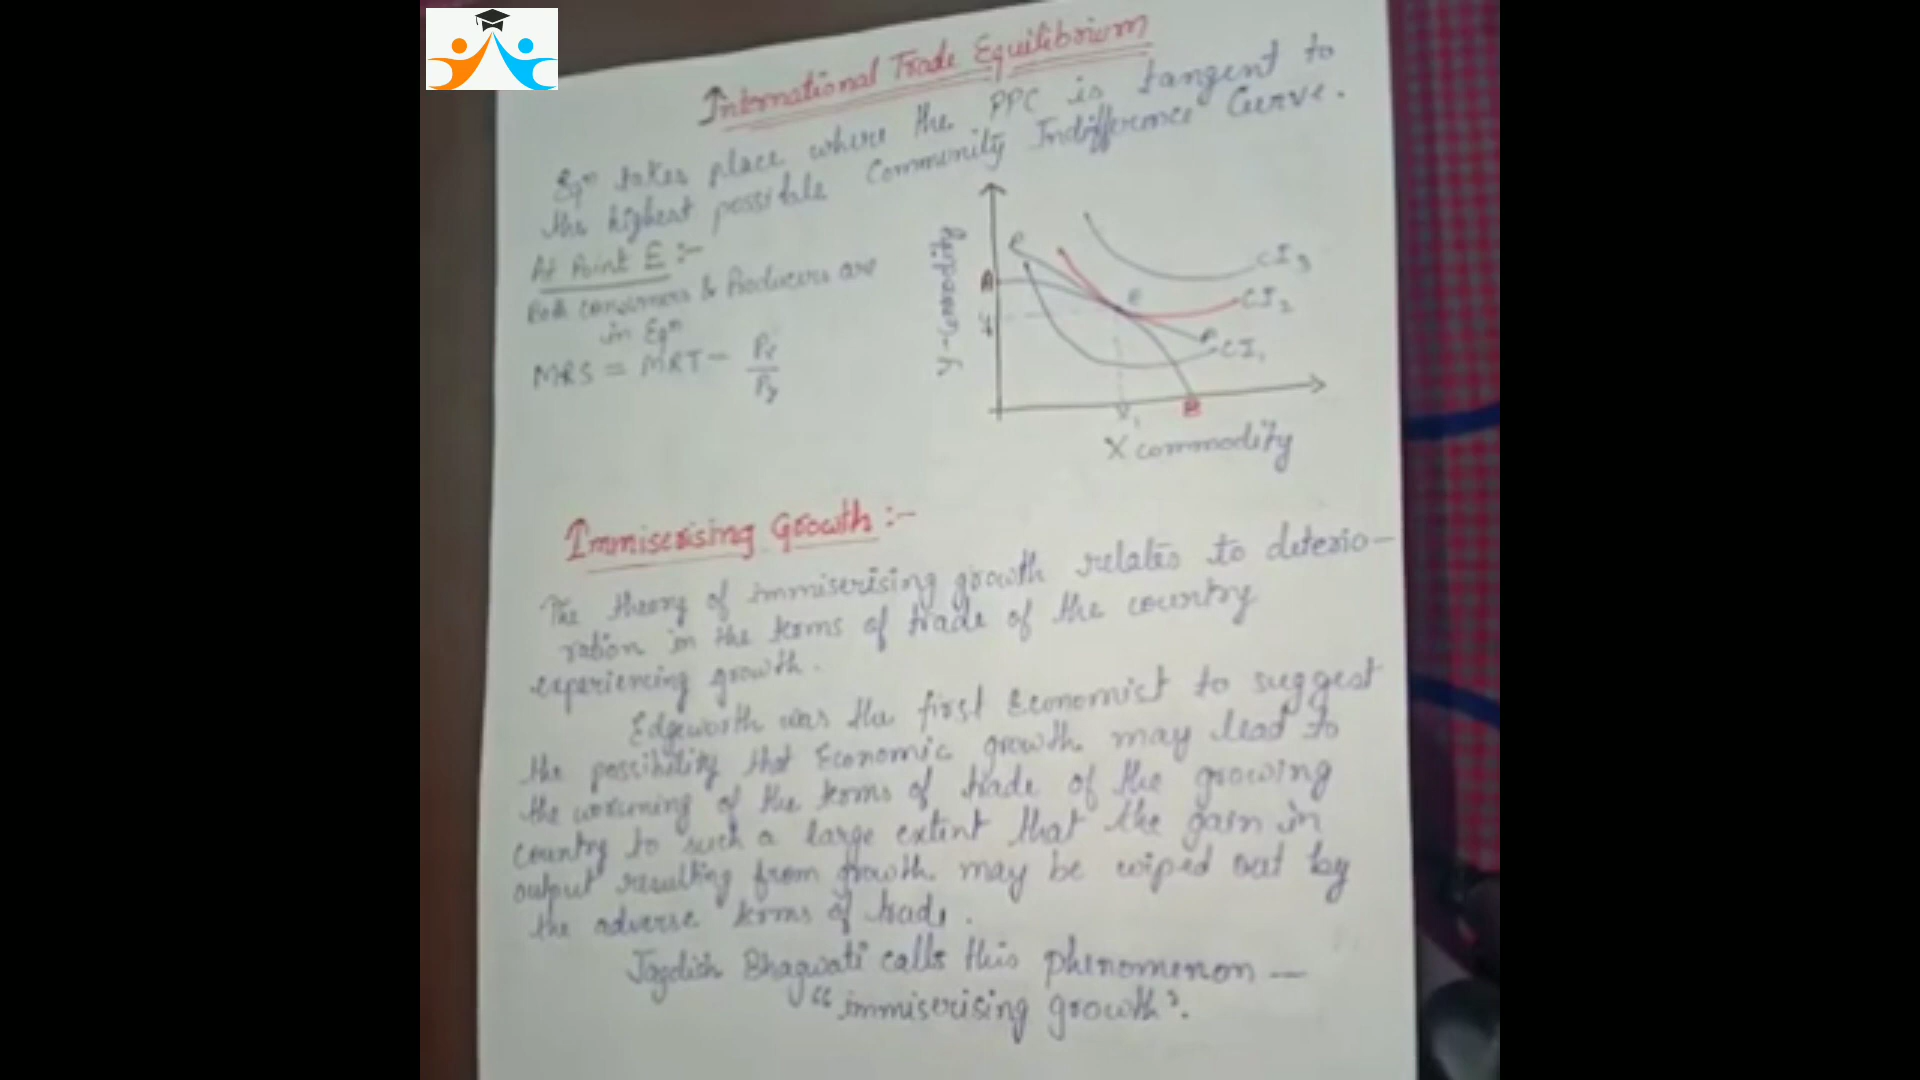 International Trade Equilibrium
Eqn takes place where the PPC is tangent to
the highest possible Community Indifference Curve.
At Point E :-
Both consumers & Producers are
in Eqn
MRS = MRT - Px
Py
Y-Commodity
P
A
E
CI3
CI2
P
CI1
B
X commodity
Immiserising Growth :-
The theory of immiserising growth relates to deterio-
ration in the terms of trade of the country
experiencing growth.
Edgeworth was the first Economist to suggest
the possibility that Economic growth may lead to
the worsning of the terms of trade of the growing
country to such a large extent that the gain in
output resulting from growth may be wiped out by
the adverse terms of trade.
Jagdish Bhagwati calls this phenomenon —
"immiserising growth".